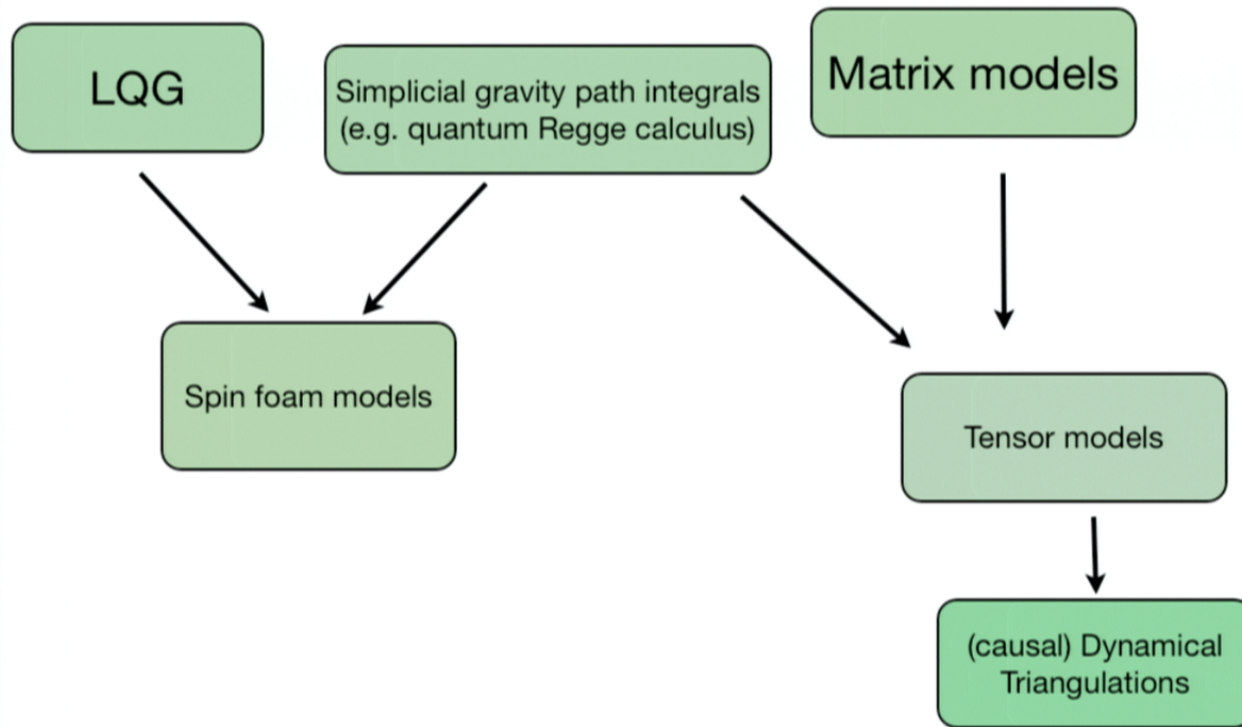 LQG
Simplicial gravity path integrals
(e.g. quantum Regge calculus)
Matrix models
Spin foam models
Tensor models
(causal) Dynamical
Triangulations